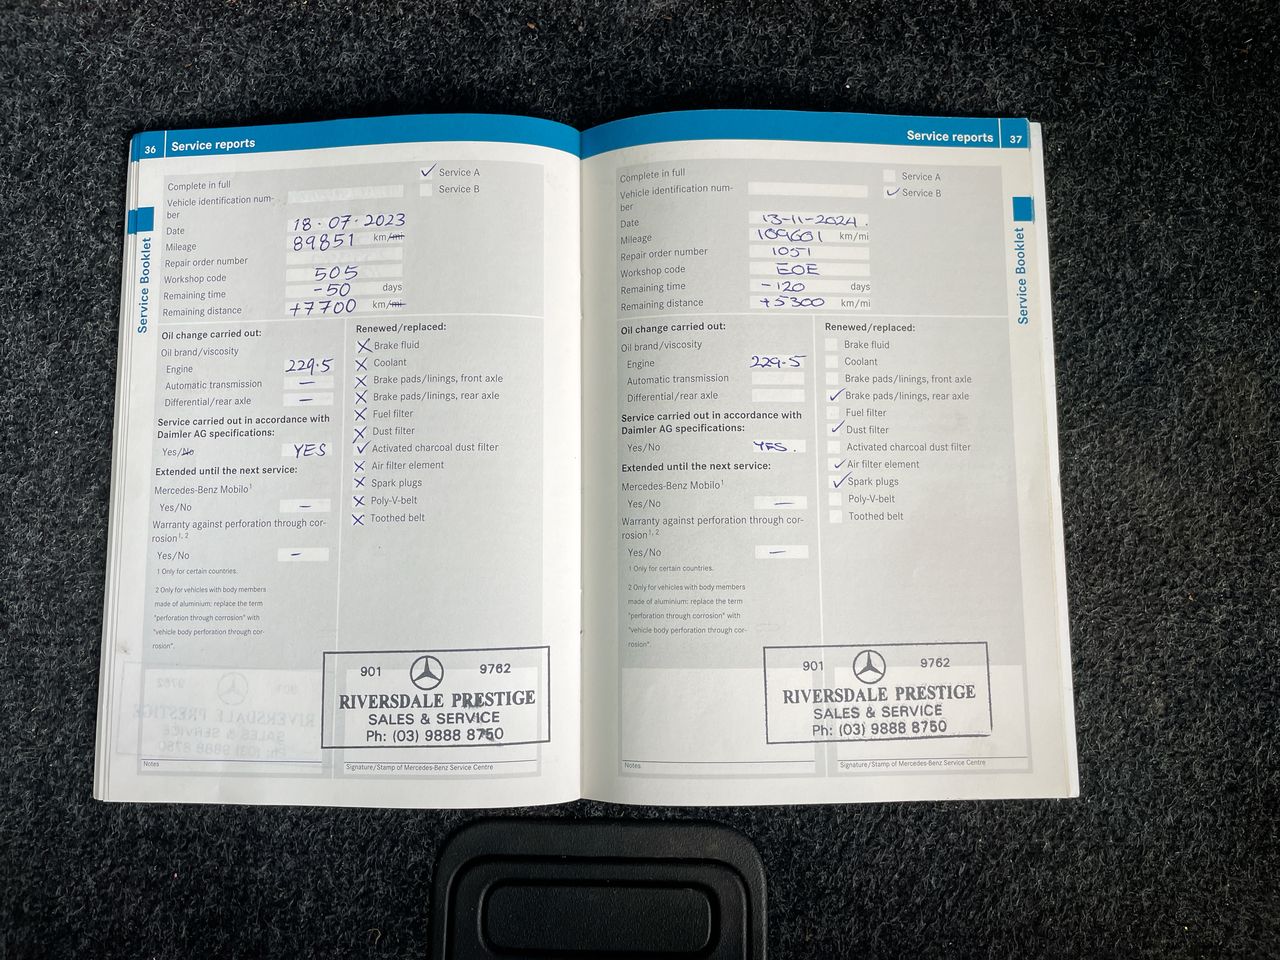 36 Service reports
Complete in full
✓ Service A
Service B
Vehicle identification num-
ber
Date 18·07·2023
Mileage 89851 km/mi
Repair order number
Workshop code 505
Remaining time -50 days
Remaining distance +7700 km/mi
Oil change carried out:
Oil brand/viscosity
Engine 229.5
Automatic transmission —
Differential/rear axle —
Service carried out in accordance with
Daimler AG specifications:
Yes/No YES
Extended until the next service:
Mercedes-Benz Mobilo1
Yes/No —
Warranty against perforation through cor-
rosion1, 2
Yes/No —
1 Only for certain countries.
2 Only for vehicles with body members
made of aluminium: replace the term
"perforation through corrosion" with
"vehicle body perforation through cor-
rosion".
Renewed/replaced:
X Brake fluid
X Coolant
X Brake pads/linings, front axle
X Brake pads/linings, rear axle
X Fuel filter
X Dust filter
✓ Activated charcoal dust filter
X Air filter element
X Spark plugs
X Poly-V-belt
X Toothed belt
901 9762
RIVERSDALE PRESTIGE
SALES & SERVICE
Ph: (03) 9888 8750
Notes
Signature/Stamp of Mercedes-Benz Service Centre
Service Booklet
Service reports 37
Complete in full
Service A
✓ Service B
Vehicle identification num-
ber
Date 13-11-2024.
Mileage 109601 km/mi
Repair order number 1051
Workshop code EOE
Remaining time -120 days
Remaining distance +5300 km/mi
Oil change carried out:
Oil brand/viscosity
Engine 229.5
Automatic transmission
Differential/rear axle
Service carried out in accordance with
Daimler AG specifications:
Yes/No YES.
Extended until the next service:
Mercedes-Benz Mobilo1
Yes/No —
Warranty against perforation through cor-
rosion1, 2
Yes/No —
1 Only for certain countries.
2 Only for vehicles with body members
made of aluminium: replace the term
"perforation through corrosion" with
"vehicle body perforation through cor-
rosion".
Renewed/replaced:
Brake fluid
Coolant
Brake pads/linings, front axle
✓ Brake pads/linings, rear axle
Fuel filter
✓ Dust filter
Activated charcoal dust filter
✓ Air filter element
✓ Spark plugs
Poly-V-belt
Toothed belt
901 9762
RIVERSDALE PRESTIGE
SALES & SERVICE
Ph: (03) 9888 8750
Notes
Signature/Stamp of Mercedes-Benz Service Centre
Service Booklet